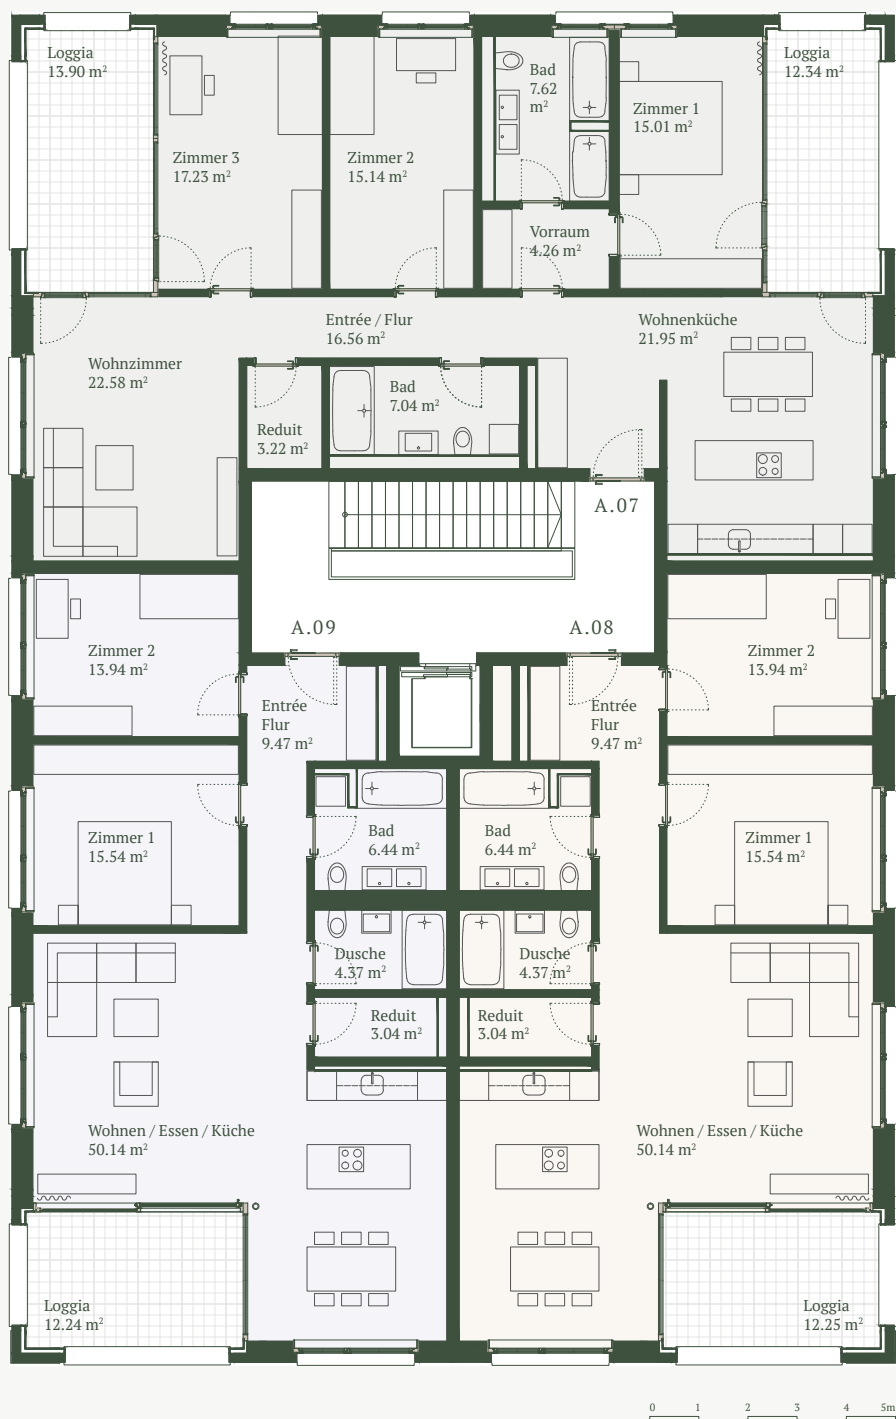 Loggia
13.90 m²
Zimmer 3
17.23 m²
Zimmer 2
15.14 m²
Bad
7.62
m²
Zimmer 1
15.01 m²
Loggia
12.34 m²
Vorraum
4.26 m²
Entrée / Flur
16.56 m²
Wohnenküche
21.95 m²
Wohnzimmer
22.58 m²
Bad
7.04 m²
Reduit
3.22 m²
A.07
A.09
A.08
Zimmer 2
13.94 m²
Zimmer 2
13.94 m²
Entrée
Flur
9.47 m²
Entrée
Flur
9.47 m²
Zimmer 1
15.54 m²
Bad
6.44 m²
Bad
6.44 m²
Zimmer 1
15.54 m²
Dusche
4.37 m²
Dusche
4.37 m²
Reduit
3.04 m²
Reduit
3.04 m²
Wohnen / Essen / Küche
50.14 m²
Wohnen / Essen / Küche
50.14 m²
Loggia
12.24 m²
Loggia
12.25 m²
0 1 2 3 4 5m